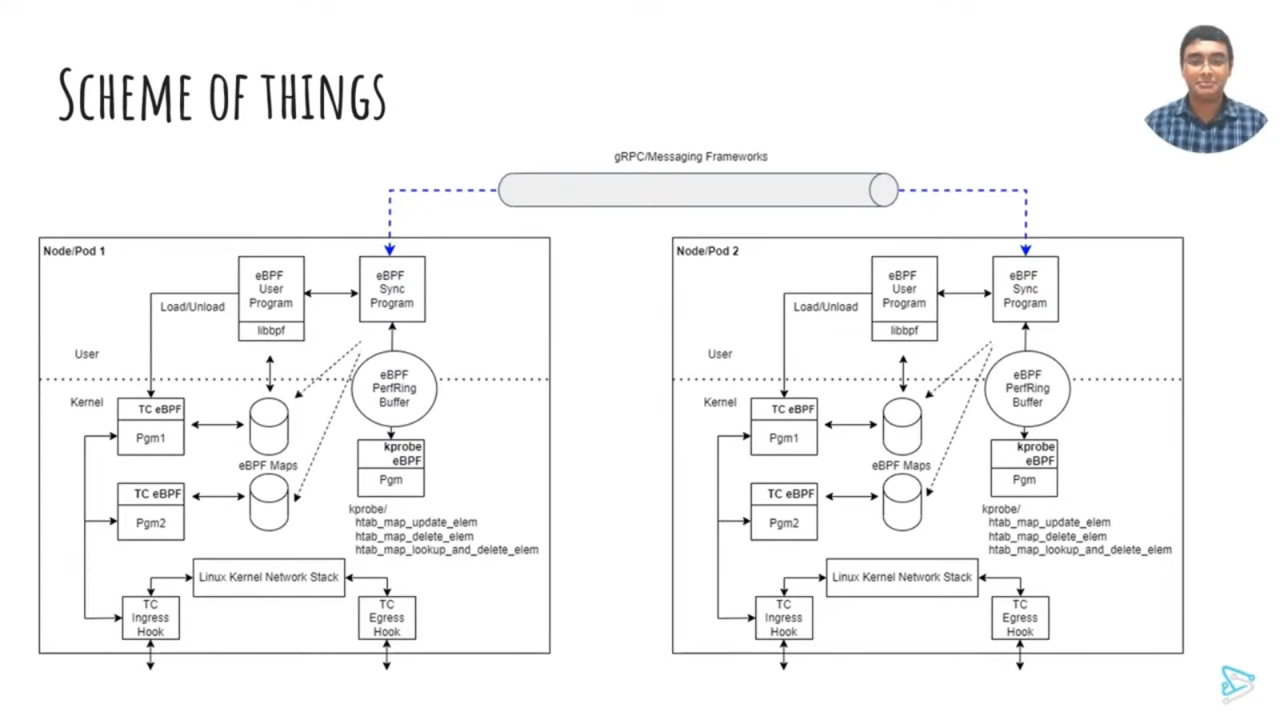 SCHEME OF THINGS
gRPC/Messaging Frameworks
Node/Pod 1
eBPF
User
Program
libbpf
eBPF
Sync
Program
Load/Unload
User
Kernel
eBPF
PerfRing
Buffer
TC eBPF
Pgm1
eBPF Maps
kprobe
eBPF
Pgm
TC eBPF
Pgm2
kprobe/
htab_map_update_elem
htab_map_delete_elem
htab_map_lookup_and_delete_elem
Linux Kernel Network Stack
TC
Ingress
Hook
TC
Egress
Hook
Node/Pod 2
eBPF
User
Program
libbpf
eBPF
Sync
Program
Load/Unload
User
Kernel
eBPF
PerfRing
Buffer
TC eBPF
Pgm1
eBPF Maps
kprobe
eBPF
Pgm
TC eBPF
Pgm2
kprobe/
htab_map_update_elem
htab_map_delete_elem
htab_map_lookup_and_delete_elem
Linux Kernel Network Stack
TC
Ingress
Hook
TC
Egress
Hook